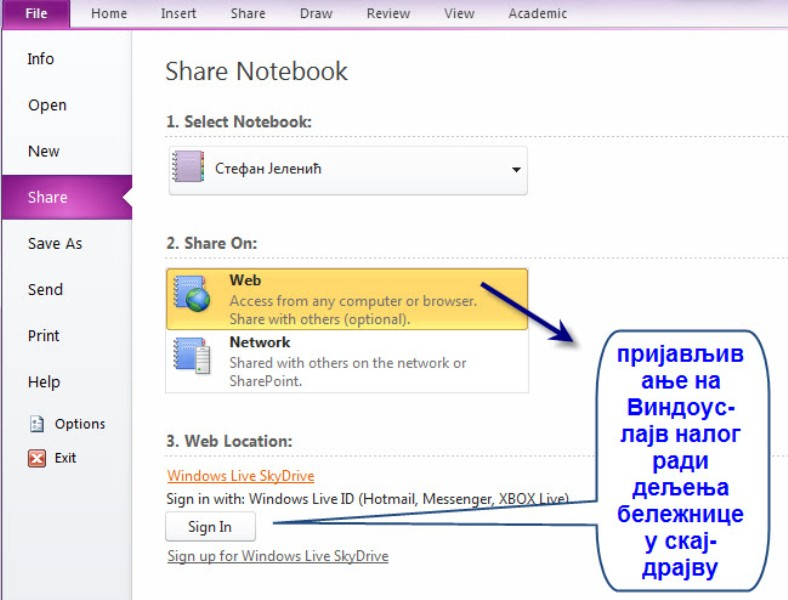 File Home Insert Share Draw Review View Academic
Info
Open
New
Share
Save As
Send
Print
Help
Options
Exit
Share Notebook
1. Select Notebook:
Стефан Јеленић
2. Share On:
Web
Access from any computer or browser.
Share with others (optional).
Network
Shared with others on the network or
SharePoint.
3. Web Location:
Windows Live SkyDrive
Sign in with: Windows Live ID (Hotmail, Messenger, XBOX Live)
Sign In
Sign up for Windows Live SkyDrive
пријављив
ање на
Виндоус-
лајв налог
ради
дељења
бележнице
у скај-
драјву